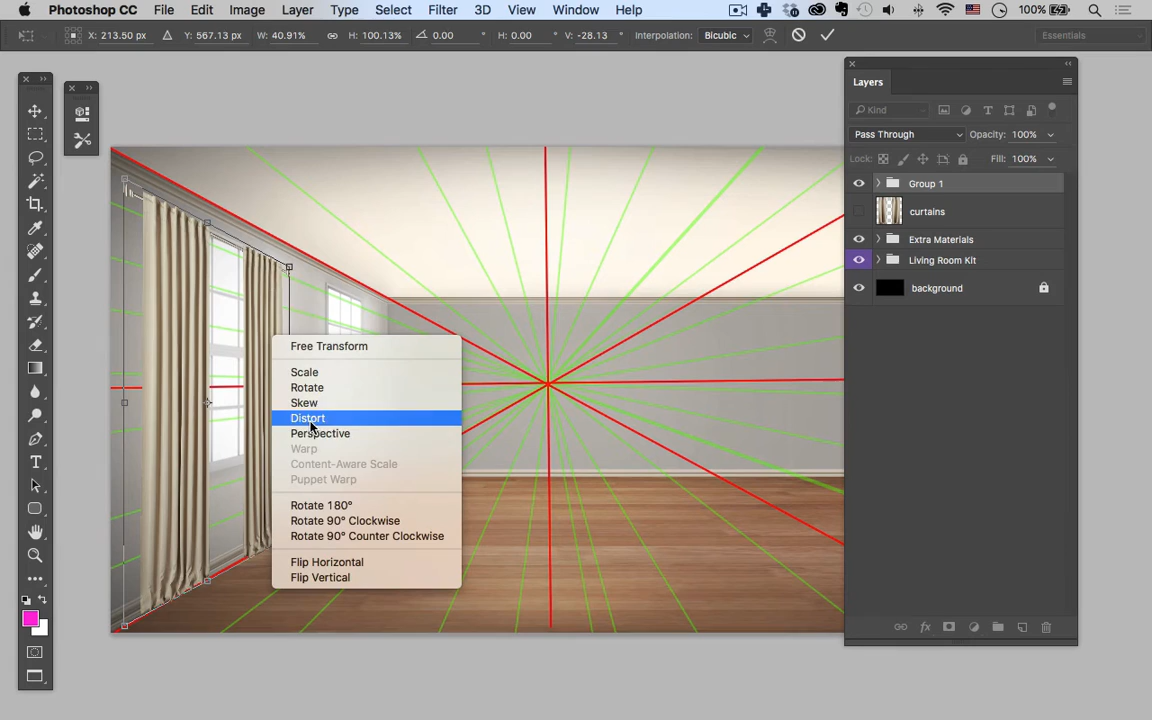 Photoshop CC File Edit Image Layer Type Select Filter 3D View Window Help 100%
X: 213.50 px Y: 567.13 px W: 40.91% H: 100.13% 0.00 ° H: 0.00 ° V: -28.13 ° Interpolation: Bicubic Essentials
Layers
Kind
Pass Through Opacity: 100%
Lock: Fill: 100%
Group 1
curtains
Extra Materials
Living Room Kit
background
Free Transform
Scale
Rotate
Skew
Distort
Perspective
Warp
Content-Aware Scale
Puppet Warp
Rotate 180°
Rotate 90° Clockwise
Rotate 90° Counter Clockwise
Flip Horizontal
Flip Vertical